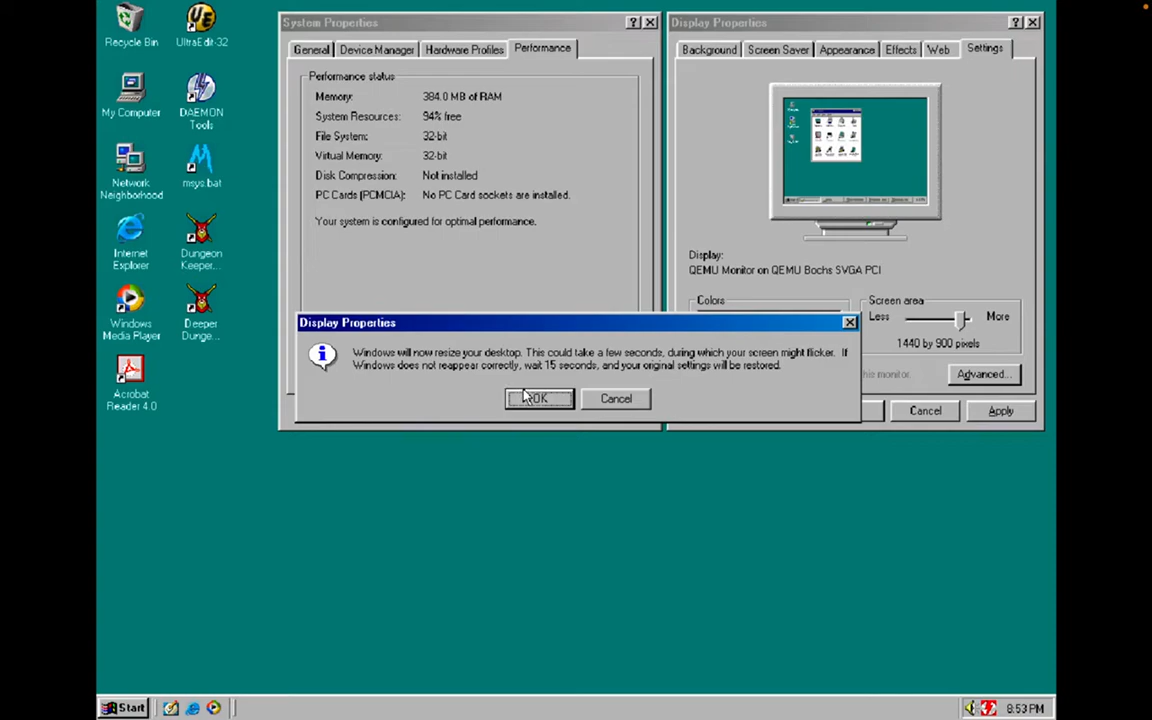 Recycle Bin
UltraEdit-32
My Computer
DAEMON
Tools
Network
Neighborhood
msys.bat
Internet
Explorer
Dungeon
Keeper...
Windows
Media Player
Deeper
Dunge...
Acrobat
Reader 4.0
System Properties
General
Device Manager
Hardware Profiles
Performance
Performance status
Memory: 384.0 MB of RAM
System Resources: 94% free
File System: 32-bit
Virtual Memory: 32-bit
Disk Compression: Not installed
PC Cards (PCMCIA): No PC Card sockets are installed.
Your system is configured for optimal performance.
Display Properties
Background
Screen Saver
Appearance
Effects
Web
Settings
Display:
QEMU Monitor on QEMU Bochs SVGA PCI
Colors
Screen area
Less
More
1440 by 900 pixels
his monitor.
Advanced...
Cancel
Apply
Display Properties
Windows will now resize your desktop. This could take a few seconds, during which your screen might flicker. If
Windows does not reappear correctly, wait 15 seconds, and your original settings will be restored.
OK
Cancel
Start
8:53 PM